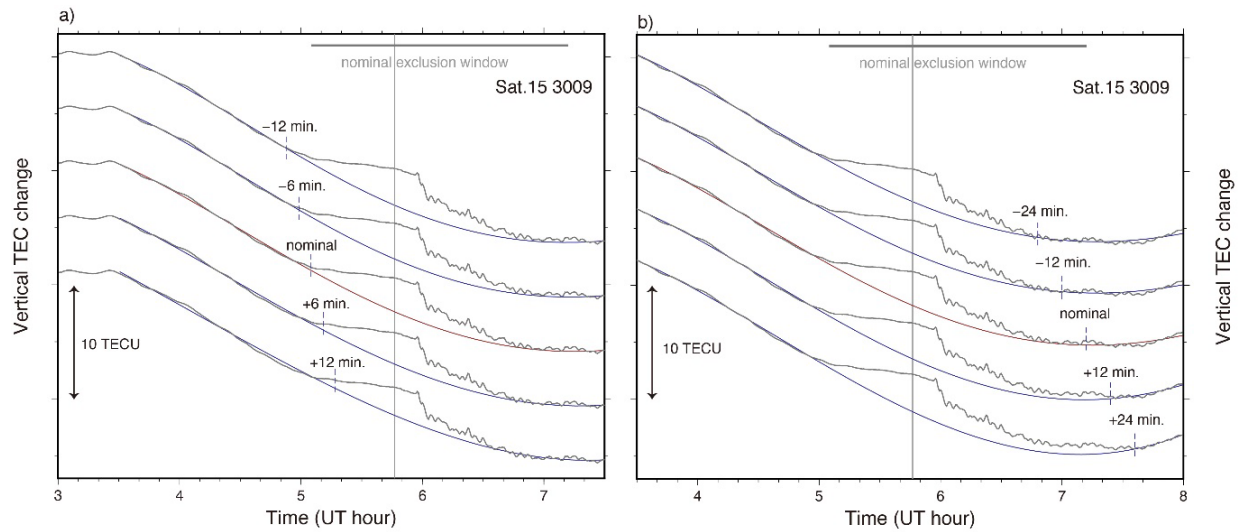 a)
nominal exclusion window
Sat.15 3009
−12 min.
−6 min.
nominal
+6 min.
+12 min.
10 TECU
Vertical TEC change
3 4 5 6 7
Time (UT hour)
b)
nominal exclusion window
Sat.15 3009
−24 min.
−12 min.
nominal
+12 min.
+24 min.
10 TECU
Vertical TEC change
4 5 6 7 8
Time (UT hour)